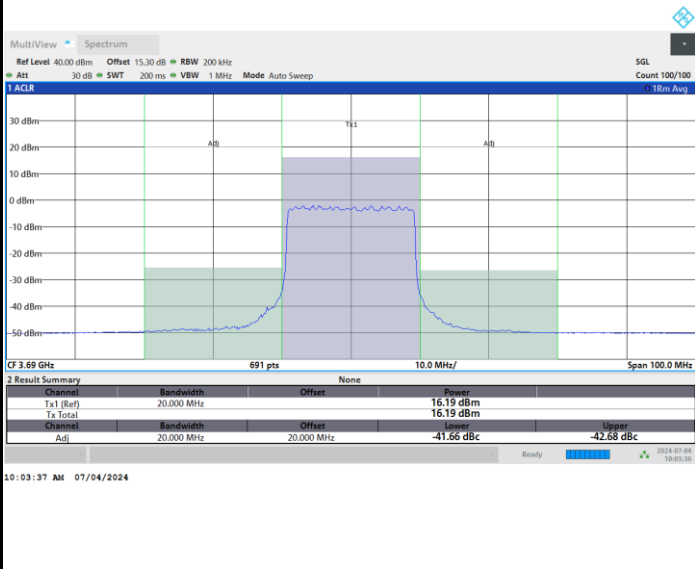 MultiView Spectrum
Ref Level 40.00 dBm Offset 15.30 dB RBW 200 kHz SGL
Att 30 dB SWT 200 ms VBW 1 MHz Mode Auto Sweep Count 100/100
1 ACLR 1Rm Avg
30 dBm
Tx1
20 dBm Adj Adj
10 dBm
0 dBm
-10 dBm
-20 dBm
-30 dBm
-40 dBm
-50 dBm
CF 3.69 GHz 691 pts 10.0 MHz/ Span 100.0 MHz
2 Result Summary None
Channel Bandwidth Offset Power
Tx1 (Ref) 20.000 MHz 16.19 dBm
Tx Total 16.19 dBm
Channel Bandwidth Offset Lower Upper
Adj 20.000 MHz 20.000 MHz -41.66 dBc -42.68 dBc
Ready 2024-07-04
10:03:38
10:03:37 AM 07/04/2024